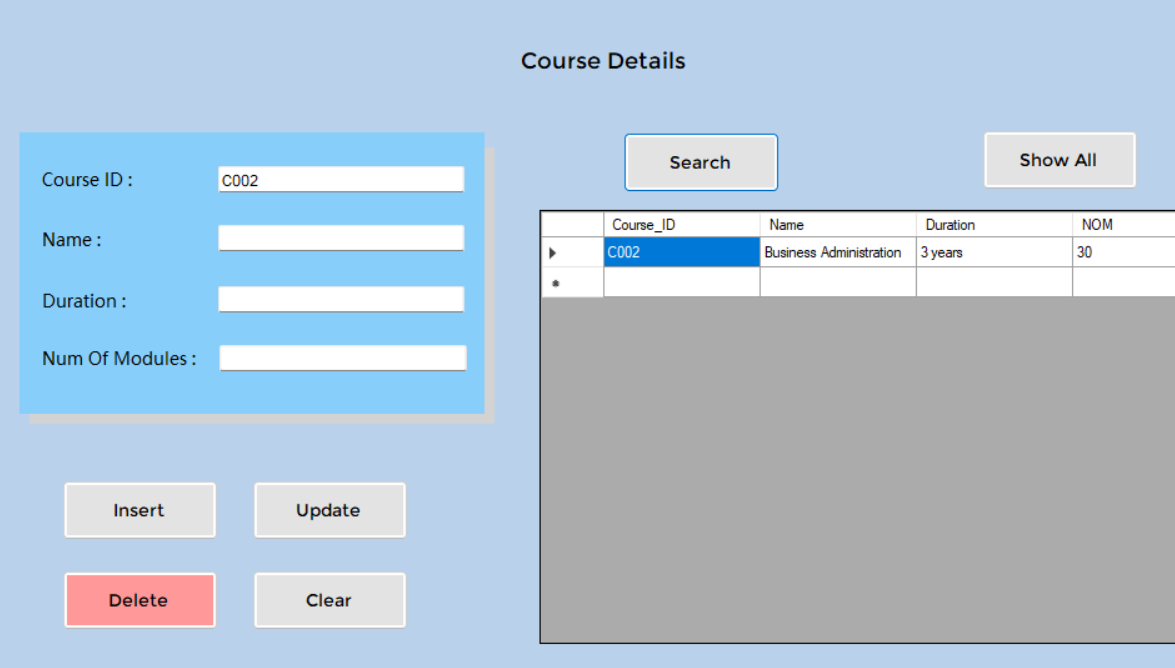 Course Details
Course ID : C002
Name :
Duration :
Num Of Modules :
Insert Update
Delete Clear
Search Show All
Course_ID Name Duration NOM
C002 Business Administration 3 years 30